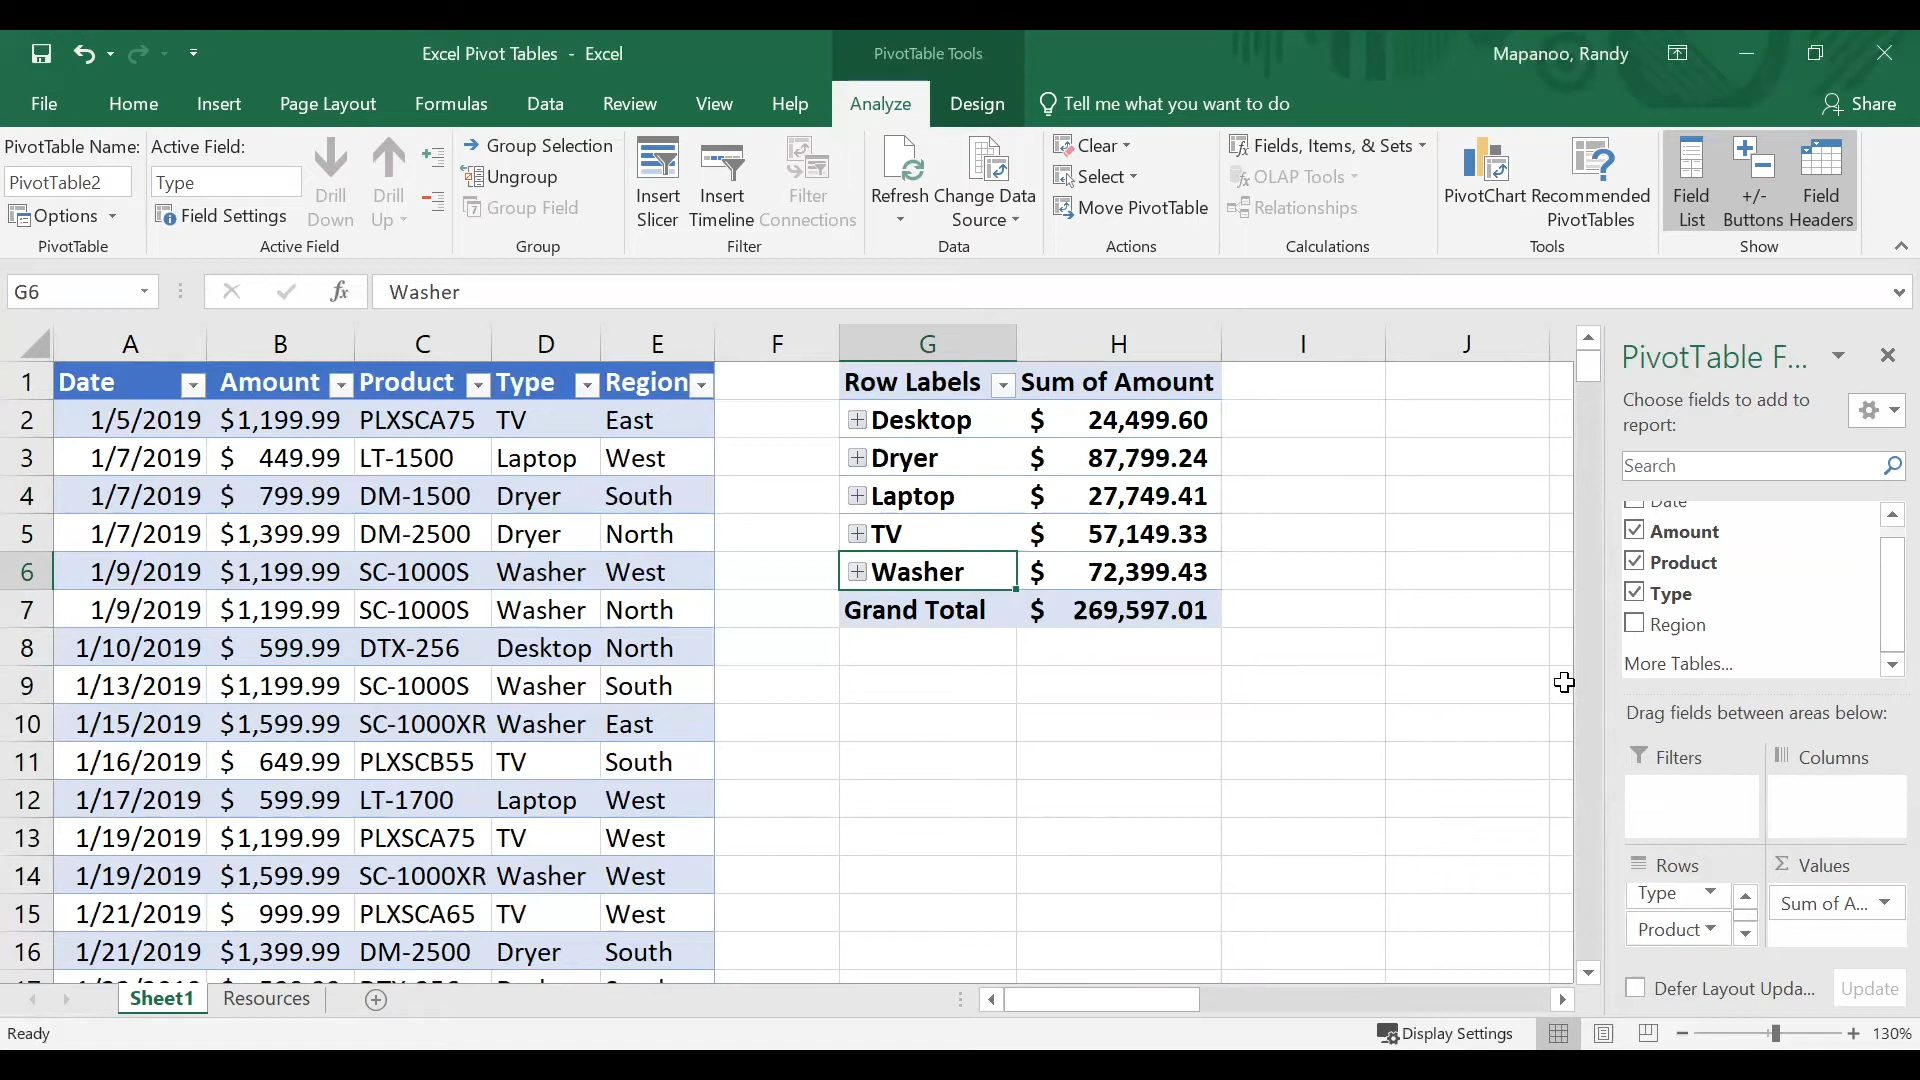 Excel Pivot Tables - Excel
PivotTable Tools
Mapanoo, Randy
File
Home
Insert
Page Layout
Formulas
Data
Review
View
Help
Analyze
Design
Tell me what you want to do
Share
PivotTable Name:
PivotTable2
Options
PivotTable
Active Field:
Type
Field Settings
Drill
Down
Drill
Up
Active Field
Group Selection
Ungroup
Group Field
Group
Insert
Slicer
Insert
Timeline
Filter
Connections
Filter
Refresh
Change Data
Source
Data
Clear
Select
Move PivotTable
Actions
Fields, Items, & Sets
OLAP Tools
Relationships
Calculations
PivotChart
Recommended
PivotTables
Tools
Field
List
+/-
Buttons
Field
Headers
Show
G6
fx
Washer
A B C D E F G H I J
1 Date Amount Product Type Region Row Labels Sum of Amount
2 1/5/2019 $1,199.99 PLXSCA75 TV East Desktop $ 24,499.60
3 1/7/2019 $ 449.99 LT-1500 Laptop West Dryer $ 87,799.24
4 1/7/2019 $ 799.99 DM-1500 Dryer South Laptop $ 27,749.41
5 1/7/2019 $1,399.99 DM-2500 Dryer North TV $ 57,149.33
6 1/9/2019 $1,199.99 SC-1000S Washer West Washer $ 72,399.43
7 1/9/2019 $1,199.99 SC-1000S Washer North Grand Total $ 269,597.01
8 1/10/2019 $ 599.99 DTX-256 Desktop North
9 1/13/2019 $1,199.99 SC-1000S Washer South
10 1/15/2019 $1,599.99 SC-1000XR Washer East
11 1/16/2019 $ 649.99 PLXSCB55 TV South
12 1/17/2019 $ 599.99 LT-1700 Laptop West
13 1/19/2019 $1,199.99 PLXSCA75 TV West
14 1/19/2019 $1,599.99 SC-1000XR Washer West
15 1/21/2019 $ 999.99 PLXSCA65 TV West
16 1/21/2019 $1,399.99 DM-2500 Dryer South
PivotTable F...
Choose fields to add to
report:
Search
Date
Amount
Product
Type
Region
More Tables...
Drag fields between areas below:
Filters
Columns
Rows
Type
Product
Σ Values
Sum of A...
Defer Layout Upda...
Update
Sheet1
Resources
Ready
Display Settings
130%